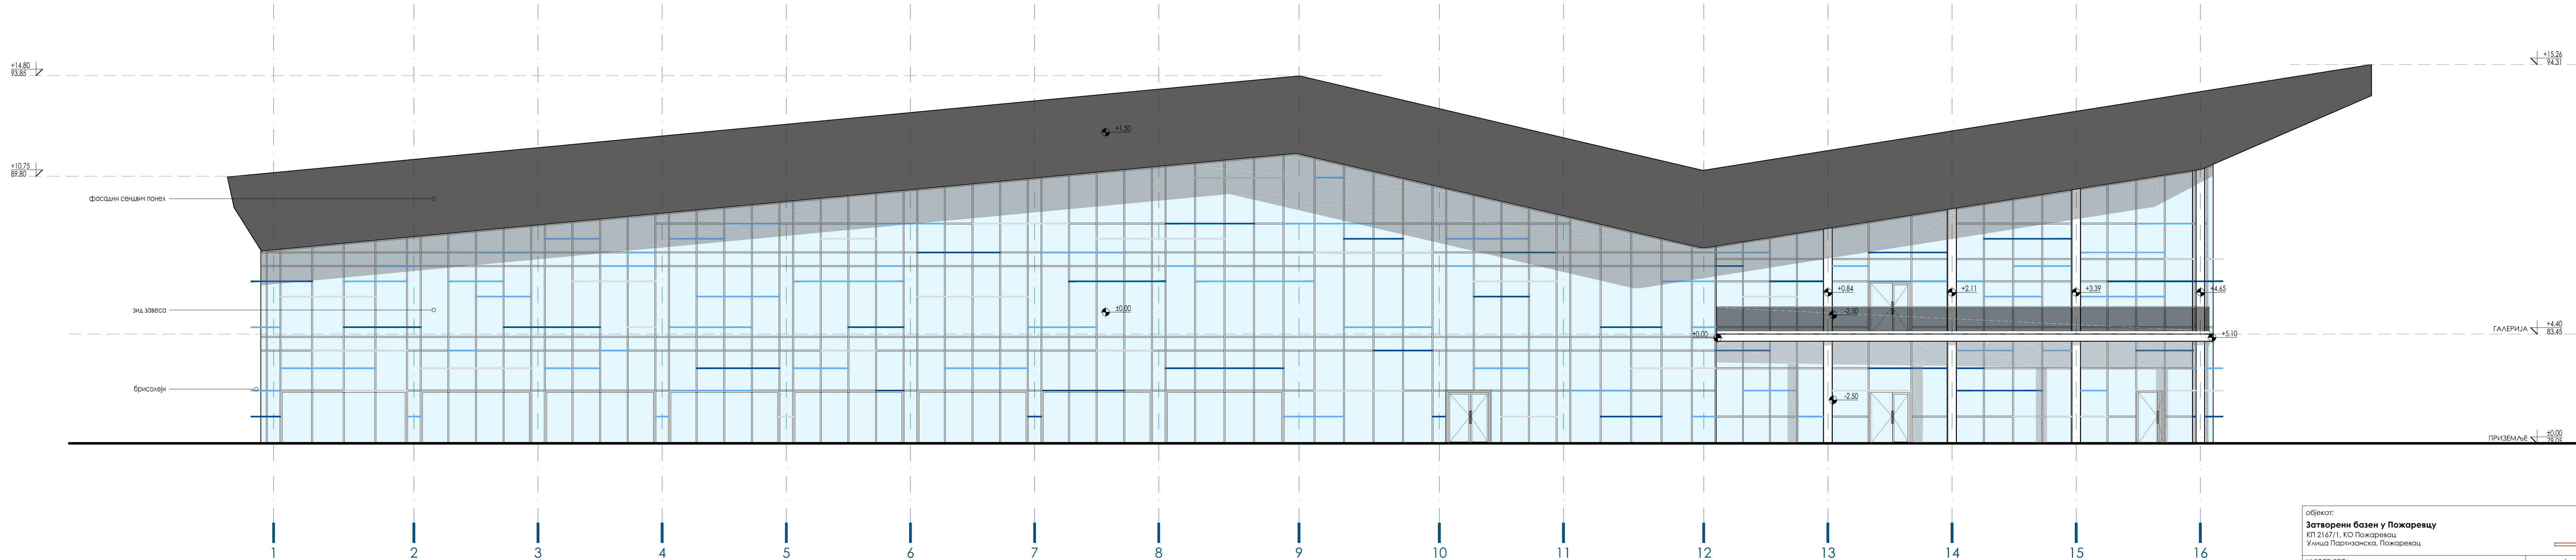 +14.80
93.85
+15.26
94.31
+1.50
+10.75
89.80
фасадни сендвич панел
+0.84
+2.11
+3.39
+4.65
зид завеса
±0.00
-2.50
ГАЛЕРИЈА
+4.40
83.45
±0.00
+5.10
брисолеји
-2.50
ПРИЗЕМЉЕ
±0.00
79.05
објекат:
Затворени базен у Пожаревцу
КП 2167/1, КО Пожаревац
Улица Партизанска, Пожаревац
1 2 3 4 5 6 7 8 9 10 11 12 13 14 15 16